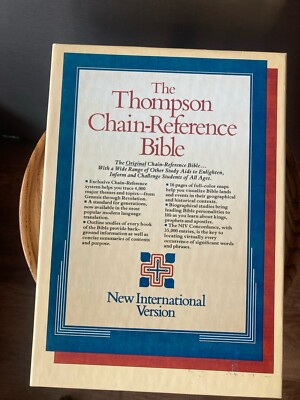 The
Thompson
Chain-Reference
Bible
The Original Chain-Reference Bible...
With a Wide Range of Other Study Aids to Enlighten,
Inform and Challenge Students of All Ages.
• Exclusive Chain-Reference
system helps you trace 4,000
major themes and topics—from
Genesis through Revelation.
• A standard for generations,
now available in the most
popular modern language
translation.
• Outline studies of every book
of the Bible provide back-
ground information as well as
concise summaries of contents
and purpose.
• 16 pages of full-color maps
help you visualize Bible lands
and events in their geographical
and historical contexts.
• Biographical studies bring
leading Bible personalities to
life as you learn about kings,
prophets and apostles.
• The NIV Concordance, with
35,000 entries, is the key to
locating virtually every
occurrence of significant words
and phrases.
New International
Version